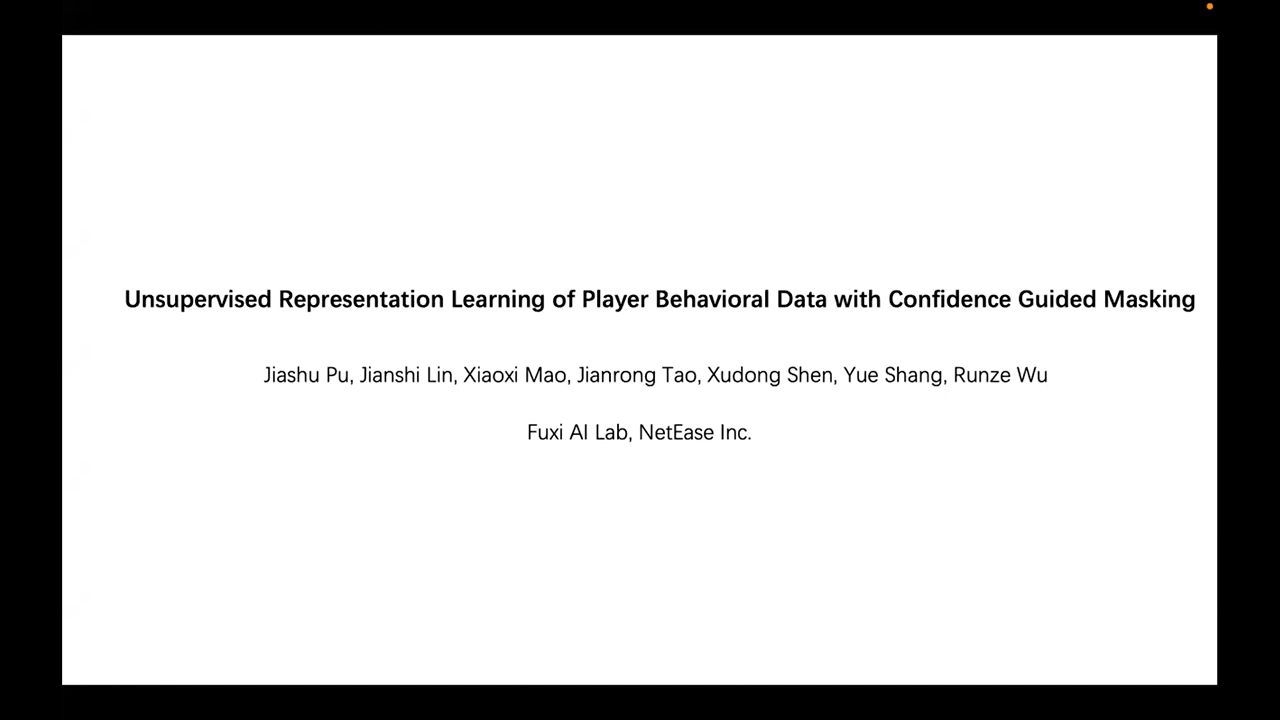 Unsupervised Representation Learning of Player Behavioral Data with Confidence Guided Masking
Jiashu Pu, Jianshi Lin, Xiaoxi Mao, Jianrong Tao, Xudong Shen, Yue Shang, Runze Wu
Fuxi AI Lab, NetEase Inc.